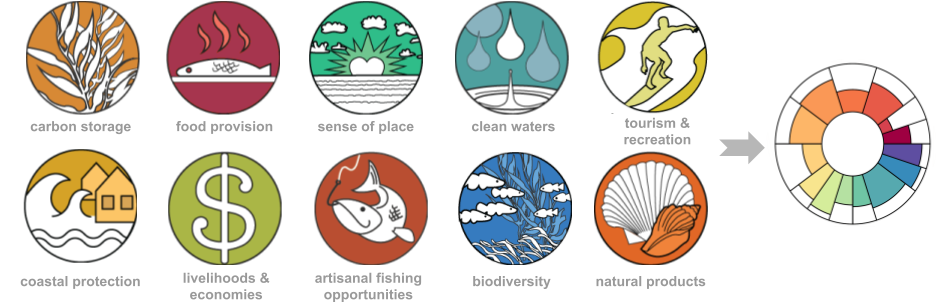 carbon storage
food provision
sense of place
clean waters
tourism &
recreation
coastal protection
livelihoods &
economies
artisanal fishing
opportunities
biodiversity
natural products